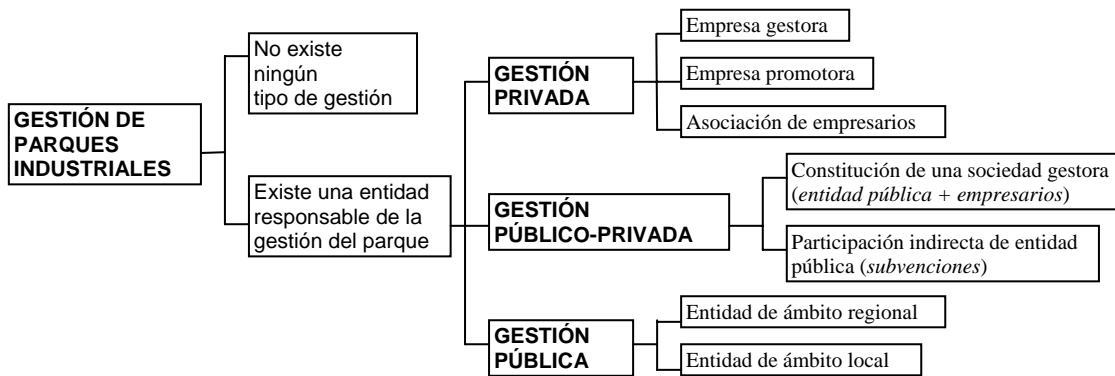 GESTIÓN DE
PARQUES
INDUSTRIALES
No existe
ningún
tipo de gestión
Existe una entidad
responsable de la
gestión del parque
GESTIÓN
PRIVADA
Empresa gestora
Empresa promotora
Asociación de empresarios
GESTIÓN
PÚBLICO-PRIVADA
Constitución de una sociedad gestora
(entidad pública + empresarios)
Participación indirecta de entidad
pública (subvenciones)
GESTIÓN
PÚBLICA
Entidad de ámbito regional
Entidad de ámbito local